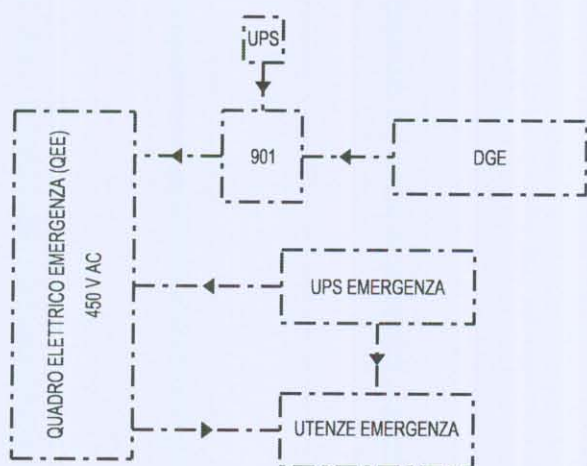 UPS
901
DGE
QUADRO ELETTRICO EMERGENZA (QEE)
450 V AC
UPS EMERGENZA
UTENZE EMERGENZA